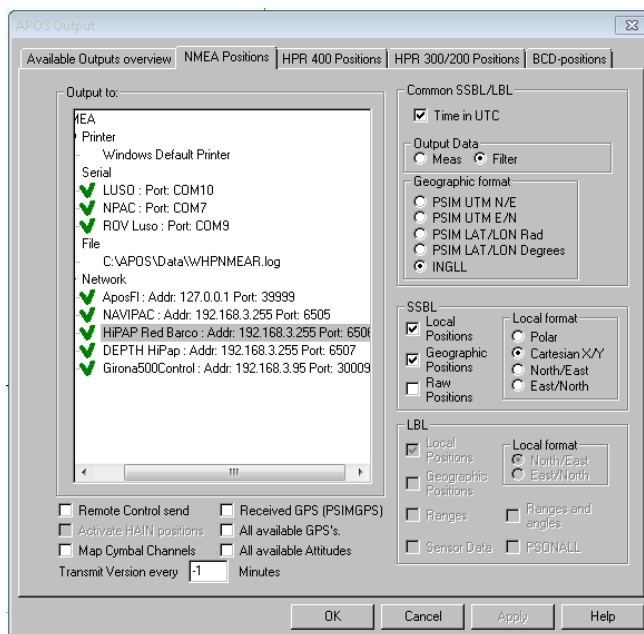 APOS Output
Available Outputs overview
NMEA Positions
HPR 400 Positions
HPR 300/200 Positions
BCD-positions
Output to:
MEA
Printer
Windows Default Printer
Serial
LUSO : Port: COM10
NPAC : Port: COM7
ROV Luso : Port: COM9
File
C:\APOS\Data\WHPNMEAR.log
Network
AposFI : Addr: 127.0.0.1 Port: 39999
NAVIPAC : Addr: 192.168.3.255 Port: 6505
HiPAP Red Barco : Addr: 192.168.3.255 Port: 6506
DEPTH HiPap : Addr: 192.168.3.255 Port: 6507
Girona500Control : Addr: 192.168.3.95 Port: 30009
Remote Control send
Received GPS (PSIMGPS)
Activate HAIN positions
All available GPS's.
Map Cymbal Channels
All available Attitudes
Transmit Version every -1 Minutes
Common SSBL/LBL
Time in UTC
Output Data
Meas
Filter
Geographic format
PSIM UTM N/E
PSIM UTM E/N
PSIM LAT/LON Rad
PSIM LAT/LON Degrees
INGLL
SSBL
Local
Positions
Geographic
Positions
Raw
Positions
Local format
Polar
Cartesian X/Y
North/East
East/North
LBL
Local
Positions
Geographic
Positions
Ranges
Sensor Data
Local format
North/East
East/North
Ranges and
angles
PSONALL
OK
Cancel
Apply
Help